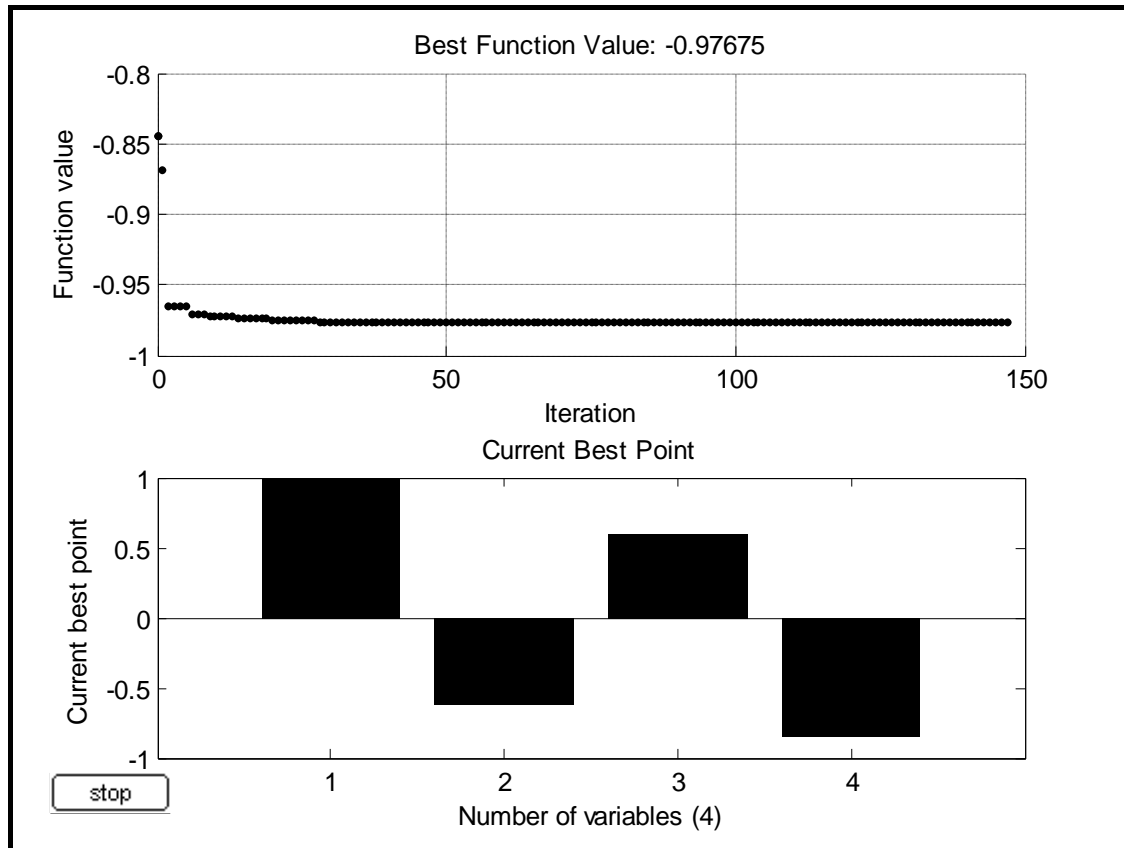 Best Function Value: -0.97675
-0.8
-0.85
-0.9
-0.95
-1
Function value
0
50
100
150
Iteration
Current Best Point
1
0.5
0
-0.5
-1
Current best point
1
2
3
4
Number of variables (4)
stop